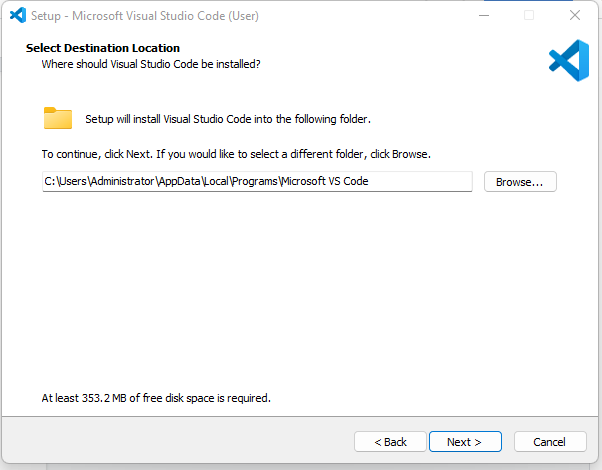 Setup - Microsoft Visual Studio Code (User)
Select Destination Location
Where should Visual Studio Code be installed?
Setup will install Visual Studio Code into the following folder.
To continue, click Next. If you would like to select a different folder, click Browse.
C:\Users\Administrator\AppData\Local\Programs\Microsoft VS Code
Browse...
At least 353.2 MB of free disk space is required.
< Back
Next >
Cancel